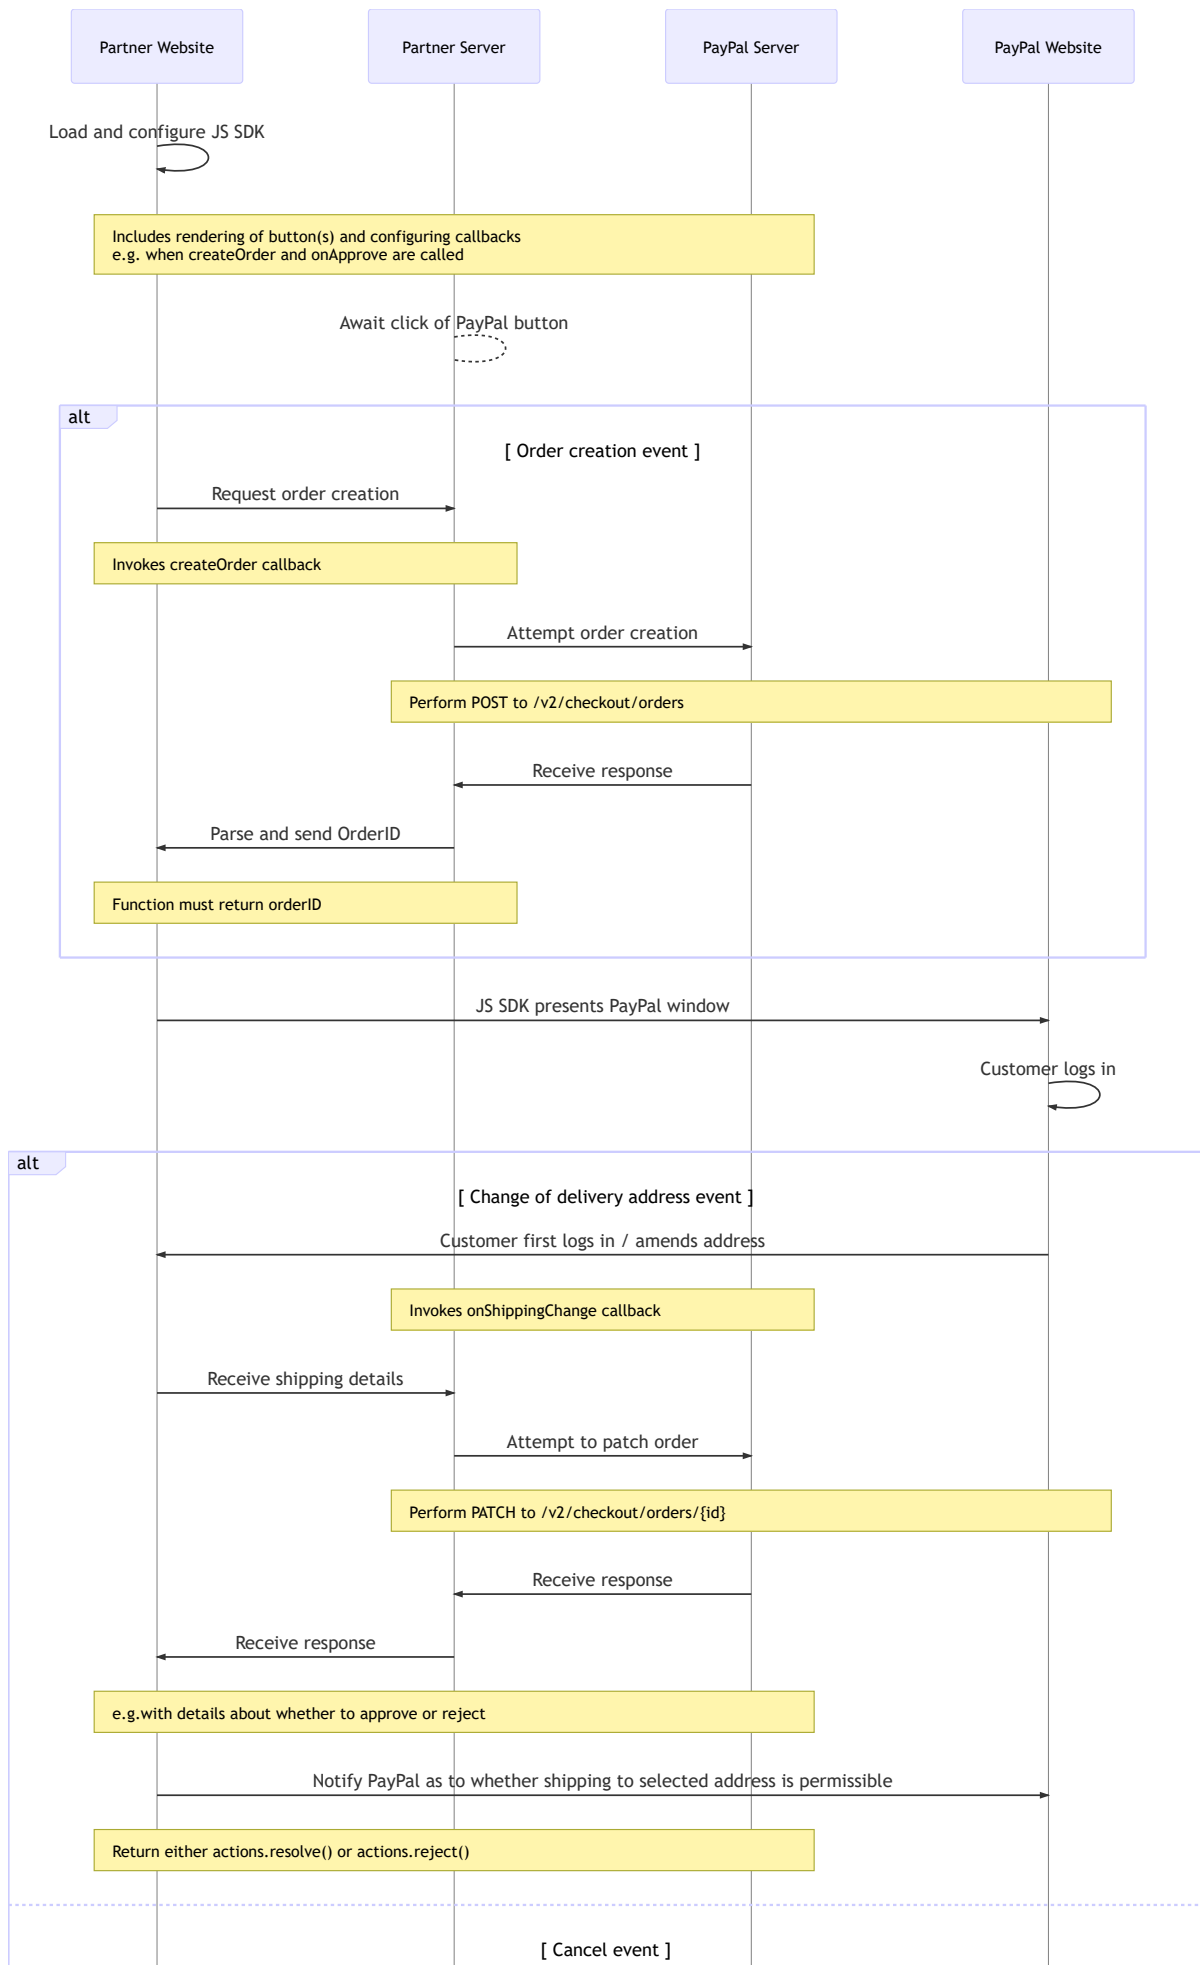 Partner Website
Partner Server
PayPal Server
PayPal Website
Load and configure JS SDK
Includes rendering of button(s) and configuring callbacks
e.g. when createOrder and onApprove are called
Await click of PayPal button
alt
[ Order creation event ]
Request order creation
Invokes createOrder callback
Attempt order creation
Perform POST to /v2/checkout/orders
Receive response
Parse and send OrderID
Function must return orderID
JS SDK presents PayPal window
Customer logs in
alt
[ Change of delivery address event ]
Customer first logs in / amends address
Invokes onShippingChange callback
Receive shipping details
Attempt to patch order
Perform PATCH to /v2/checkout/orders/{id}
Receive response
Receive response
e.g.with details about whether to approve or reject
Notify PayPal as to whether shipping to selected address is permissible
Return either actions.resolve() or actions.reject()
[ Cancel event ]